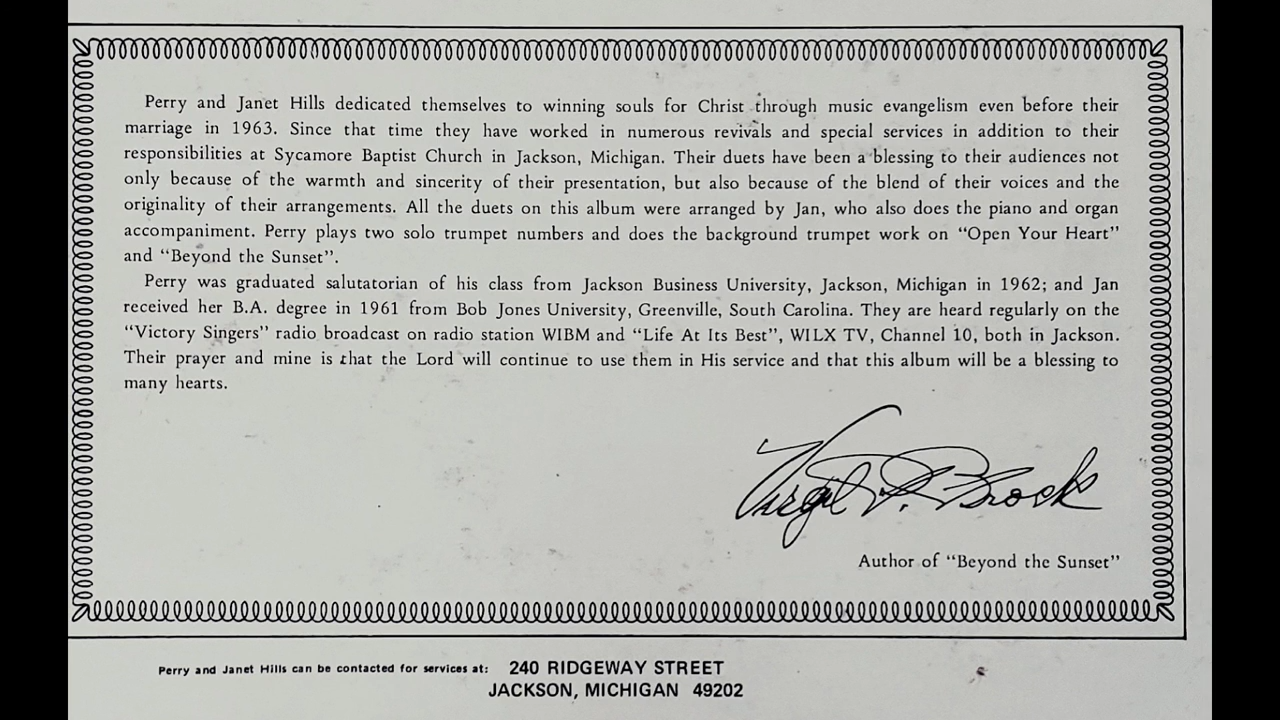 Perry and Janet Hills dedicated themselves to winning souls for Christ through music evangelism even before their
marriage in 1963. Since that time they have worked in numerous revivals and special services in addition to their
responsibilities at Sycamore Baptist Church in Jackson, Michigan. Their duets have been a blessing to their audiences not
only because of the warmth and sincerity of their presentation, but also because of the blend of their voices and the
originality of their arrangements. All the duets on this album were arranged by Jan, who also does the piano and organ
accompaniment. Perry plays two solo trumpet numbers and does the background trumpet work on “Open Your Heart”
and “Beyond the Sunset”.
Perry was graduated salutatorian of his class from Jackson Business University, Jackson, Michigan in 1962; and Jan
received her B.A. degree in 1961 from Bob Jones University, Greenville, South Carolina. They are heard regularly on the
“Victory Singers” radio broadcast on radio station WIBM and “Life At Its Best”, WILX TV, Channel 10, both in Jackson.
Their prayer and mine is that the Lord will continue to use them in His service and that this album will be a blessing to
many hearts.
Virgil P. Brock
Author of “Beyond the Sunset”
Perry and Janet Hills can be contacted for services at: 240 RIDGEWAY STREET
JACKSON, MICHIGAN 49202